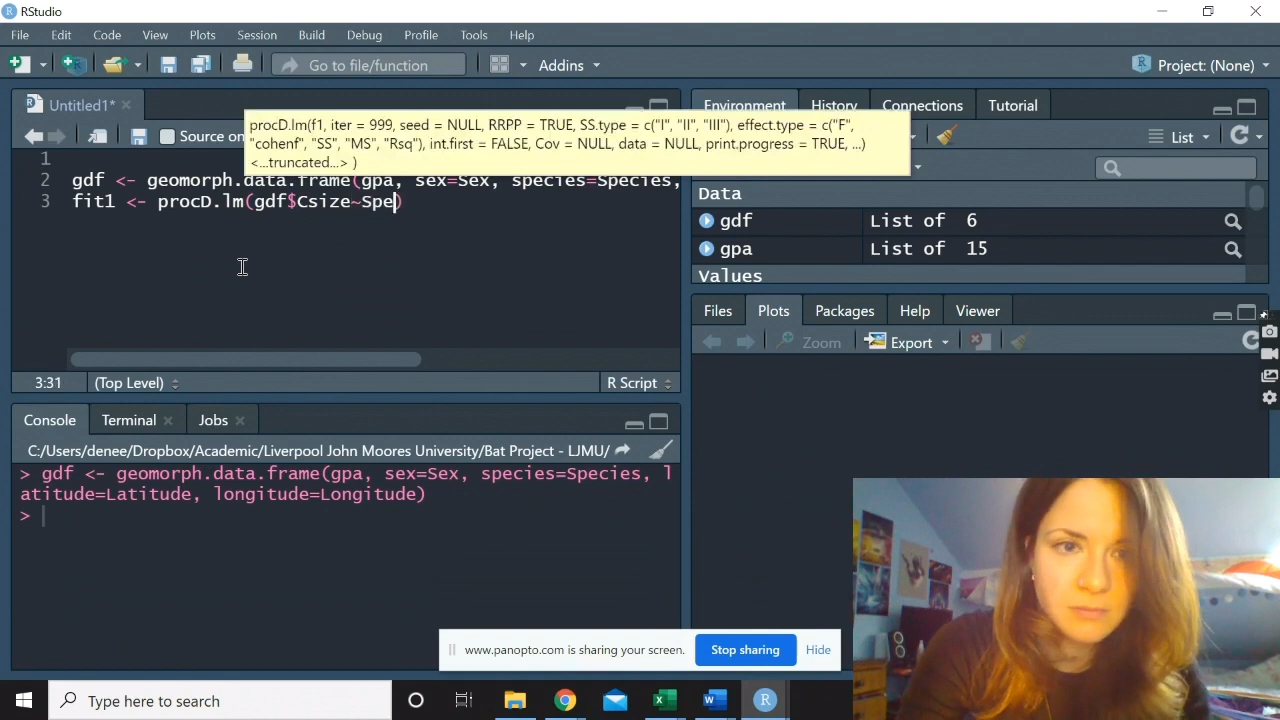 RStudio
File Edit Code View Plots Session Build Debug Profile Tools Help
Go to file/function Addins Project: (None)
Untitled1*
Source on
procD.lm(f1, iter = 999, seed = NULL, RRPP = TRUE, SS.type = c("I", "II", "III"), effect.type = c("F",
"cohenf", "SS", "MS", "Rsq"), int.first = FALSE, Cov = NULL, data = NULL, print.progress = TRUE, ...)
<...truncated...> )
1
2 gdf <- geomorph.data.frame(gpa, sex=Sex, species=Species,
3 fit1 <- procD.lm(gdf$Csize~Spe)
3:31 (Top Level) R Script
Console Terminal Jobs
C:/Users/denee/Dropbox/Academic/Liverpool John Moores University/Bat Project - LJMU/
> gdf <- geomorph.data.frame(gpa, sex=Sex, species=Species, l
atitude=Latitude, longitude=Longitude)
>
Environment History Connections Tutorial
List
Data
gdf List of 6
gpa List of 15
Values
Files Plots Packages Help Viewer
Zoom Export
www.panopto.com is sharing your screen. Stop sharing Hide
Type here to search